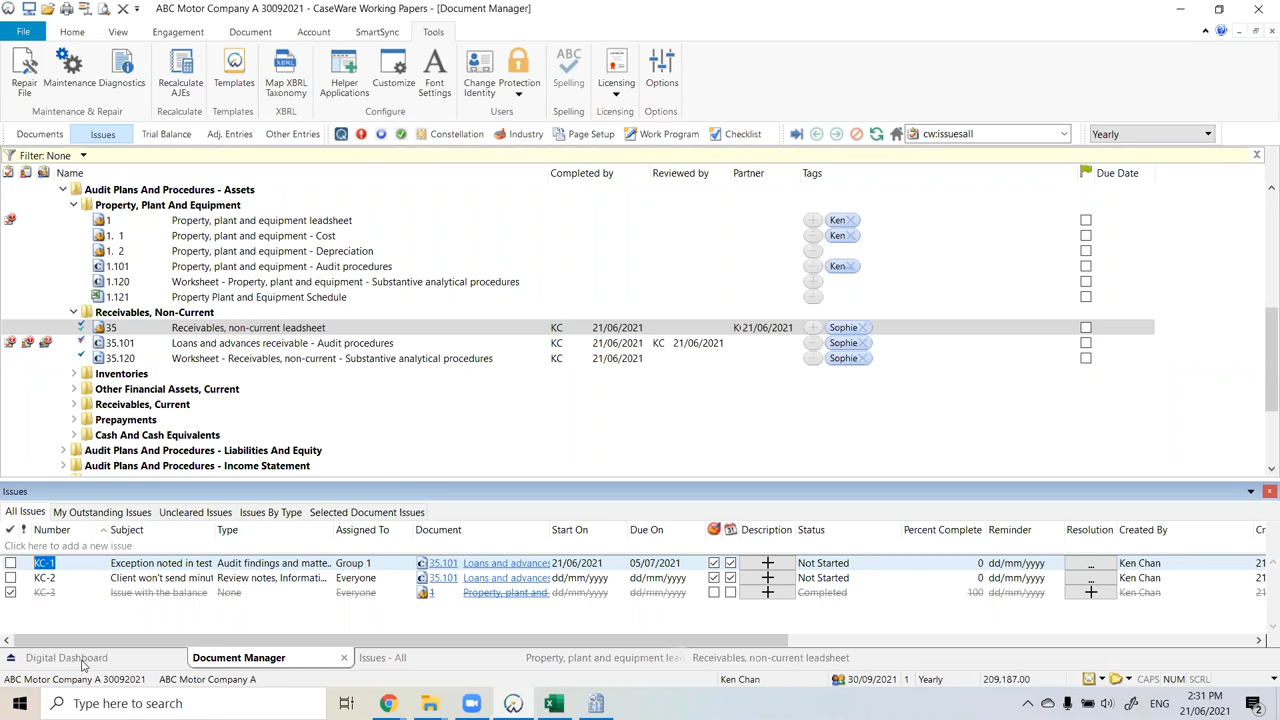 ABC Motor Company A 30092021 - CaseWare Working Papers - [Document Manager]
File Home View Engagement Document Account SmartSync Tools
Repair File Maintenance Diagnostics Recalculate AJEs Templates Map XBRL Taxonomy Helper Applications Customize Font Settings Change Identity Protection Spelling Licensing Options
Maintenance & Repair Recalculate Templates XBRL Configure Users Spelling Licensing Options
Documents Issues Trial Balance Adj. Entries Other Entries Constellation Industry Page Setup Work Program Checklist cw:issuesall Yearly
Filter: None
Name Completed by Reviewed by Partner Tags Due Date
Audit Plans And Procedures - Assets
Property, Plant And Equipment
1 Property, plant and equipment leadsheet Ken
1. 1 Property, plant and equipment - Cost Ken
1. 2 Property, plant and equipment - Depreciation
1.101 Property, plant and equipment - Audit procedures Ken
1.120 Worksheet - Property, plant and equipment - Substantive analytical procedures
1.121 Property Plant and Equipment Schedule
Receivables, Non-Current
35 Receivables, non-current leadsheet KC 21/06/2021 21/06/2021 Sophie
35.101 Loans and advances receivable - Audit procedures KC 21/06/2021 KC 21/06/2021 Sophie
35.120 Worksheet - Receivables, non-current - Substantive analytical procedures KC 21/06/2021 Sophie
Inventories
Other Financial Assets, Current
Receivables, Current
Prepayments
Cash And Cash Equivalents
Audit Plans And Procedures - Liabilities And Equity
Audit Plans And Procedures - Income Statement
Issues
All Issues My Outstanding Issues Uncleared Issues Issues By Type Selected Document Issues
Number Subject Type Assigned To Document Start On Due On Description Status Percent Complete Reminder Resolution Created By Cr
Click here to add a new issue
KC-1 Exception noted in test Audit findings and matte... Group 1 35.101 Loans and advances 21/06/2021 05/07/2021 Not Started 0 dd/mm/yyyy ... Ken Chan 21
KC-2 Client won't send minu Review notes, Informati... Everyone 35.101 Loans and advances dd/mm/yyyy dd/mm/yyyy Not Started 0 dd/mm/yyyy ... Ken Chan 21
KC-3 Issue with the balance None Everyone 1 Property, plant and dd/mm/yyyy dd/mm/yyyy Completed 100 dd/mm/yyyy Ken Chan 21
Digital Dashboard Document Manager Issues - All Property, plant and equipment lea Receivables, non-current leadsheet
ABC Motor Company A 30092021 ABC Motor Company A Ken Chan 30/09/2021 1 Yearly 209,187.00 CAPS NUM SCRL
Type here to search ENG 2:31 PM
21/06/2021 2